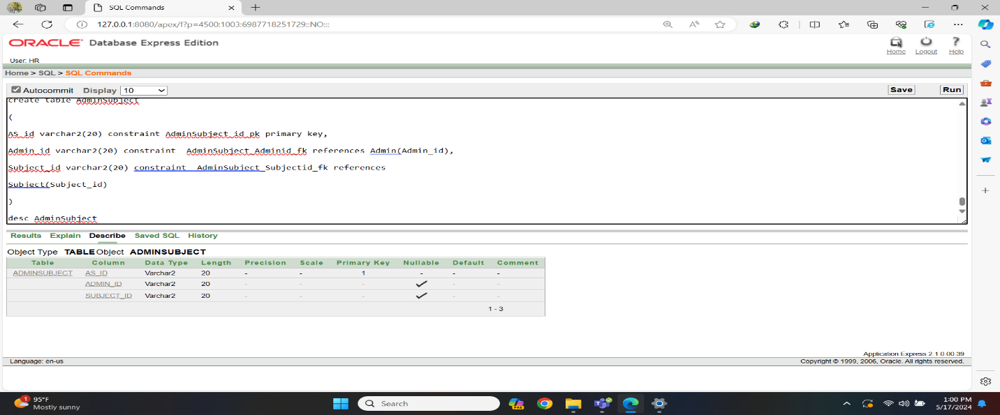 SQL Commands
127.0.0.1:8080/apex/f?p=4500:1003:6987718251729::NO:::
ORACLE® Database Express Edition
Home Logout Help
User: HR
Home > SQL > SQL Commands
Autocommit Display 10 Save Run
create table AdminSubject
(
AS_id varchar2(20) constraint AdminSubject_id_pk primary key,
Admin_id varchar2(20) constraint  AdminSubject_Adminid_fk references Admin(Admin_id),
Subject_id varchar2(20) constraint  AdminSubject_Subjectid_fk references
Subject(Subject_id)
)
desc AdminSubject
Results Explain Describe Saved SQL History
Object Type TABLE Object ADMINSUBJECT
Table Column Data Type Length Precision Scale Primary Key Nullable Default Comment
ADMINSUBJECT AS_ID Varchar2 20 - - 1 - - -
ADMIN_ID Varchar2 20 - - - ✓ - -
SUBJECT_ID Varchar2 20 - - - ✓ - -
1 - 3
Application Express 2.1.0.00.39
Language: en-us Copyright © 1999, 2006, Oracle. All rights reserved.
1 95°F
Mostly sunny
Search
1:00 PM
5/17/2024